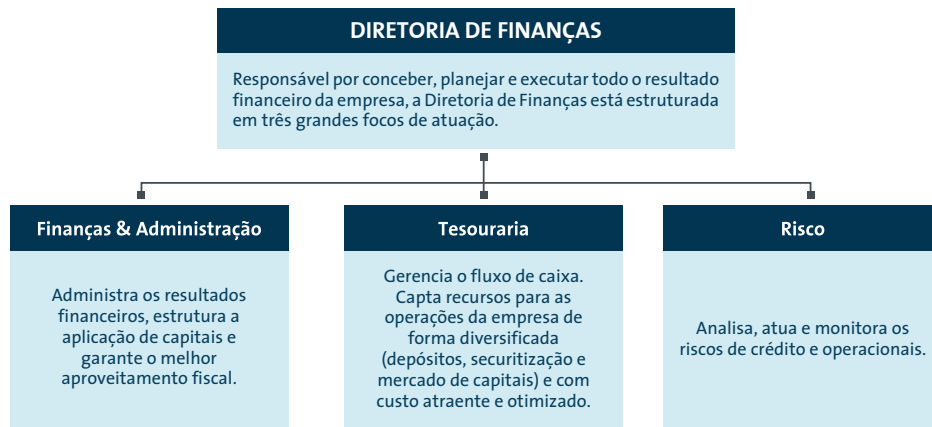 DIRETORIA DE FINANÇAS
Responsável por conceber, planejar e executar todo o resultado
financeiro da empresa, a Diretoria de Finanças está estruturada
em três grandes focos de atuação.
Finanças & Administração
Administra os resultados
financeiros, estrutura a
aplicação de capitais e
garante o melhor
aproveitamento fiscal.
Tesouraria
Gerencia o fluxo de caixa.
Capta recursos para as
operações da empresa de
forma diversificada
(depósitos, securitização e
mercado de capitais) e com
custo atraente e otimizado.
Risco
Analisa, atua e monitora os
riscos de crédito e operacionais.